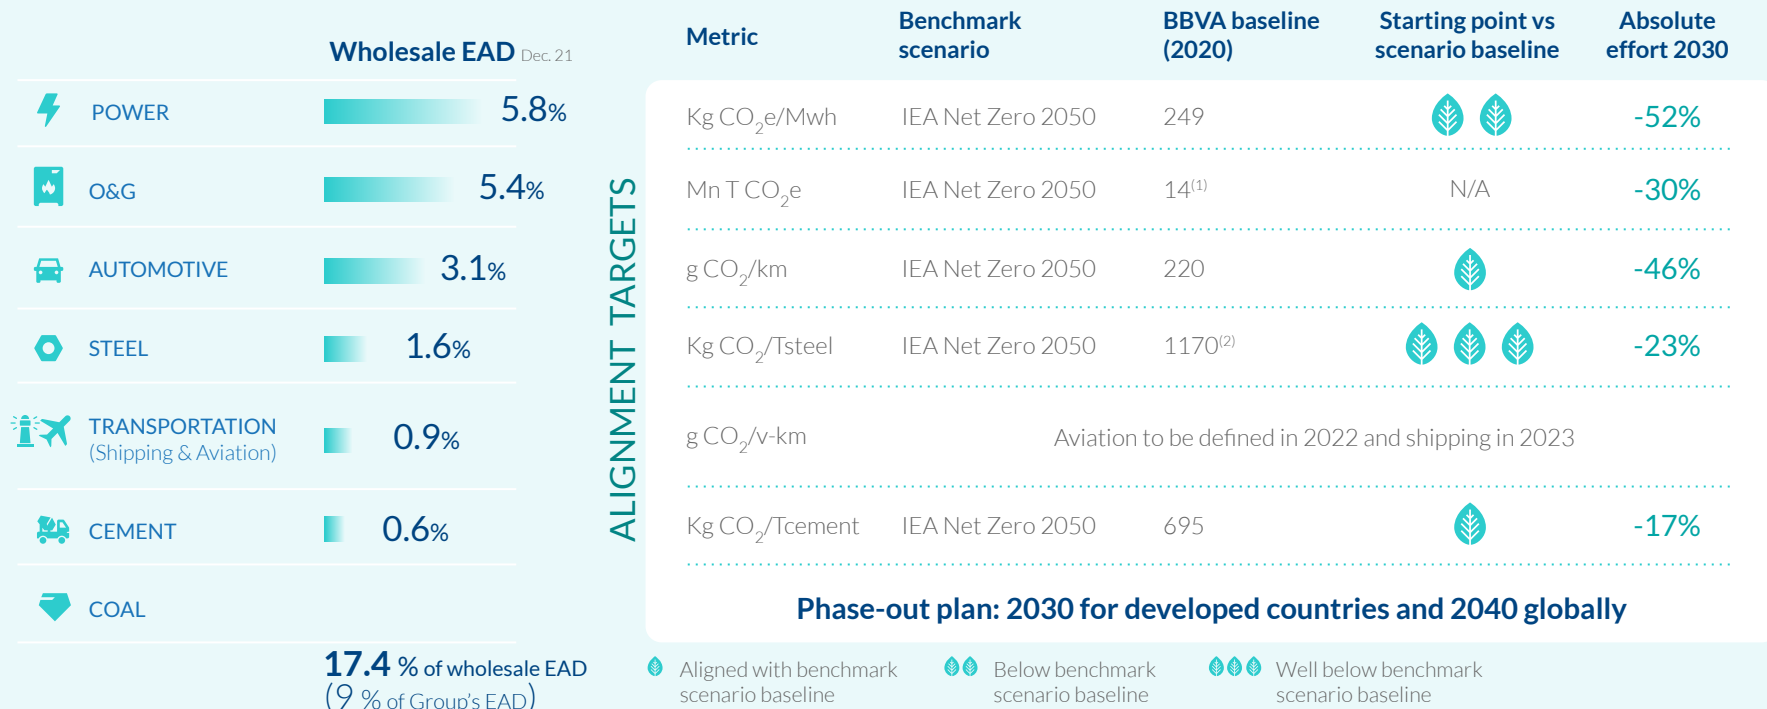 Wholesale EAD Dec. 21
Metric
Benchmark
scenario
BBVA baseline
(2020)
Starting point vs
scenario baseline
Absolute
effort 2030
POWER 5.8%
Kg CO2e/Mwh IEA Net Zero 2050 249 -52%
O&G 5.4%
Mn T CO2e IEA Net Zero 2050 14(1) N/A -30%
AUTOMOTIVE 3.1%
g CO2/km IEA Net Zero 2050 220 -46%
STEEL 1.6%
Kg CO2/Tsteel IEA Net Zero 2050 1170(2) -23%
TRANSPORTATION
(Shipping & Aviation)
0.9%
g CO2/v-km Aviation to be defined in 2022 and shipping in 2023
CEMENT 0.6%
Kg CO2/Tcement IEA Net Zero 2050 695 -17%
COAL
Phase-out plan: 2030 for developed countries and 2040 globally
ALIGNMENT TARGETS
17.4 % of wholesale EAD
(9 % of Group's EAD)
Aligned with benchmark
scenario baseline
Below benchmark
scenario baseline
Well below benchmark
scenario baseline